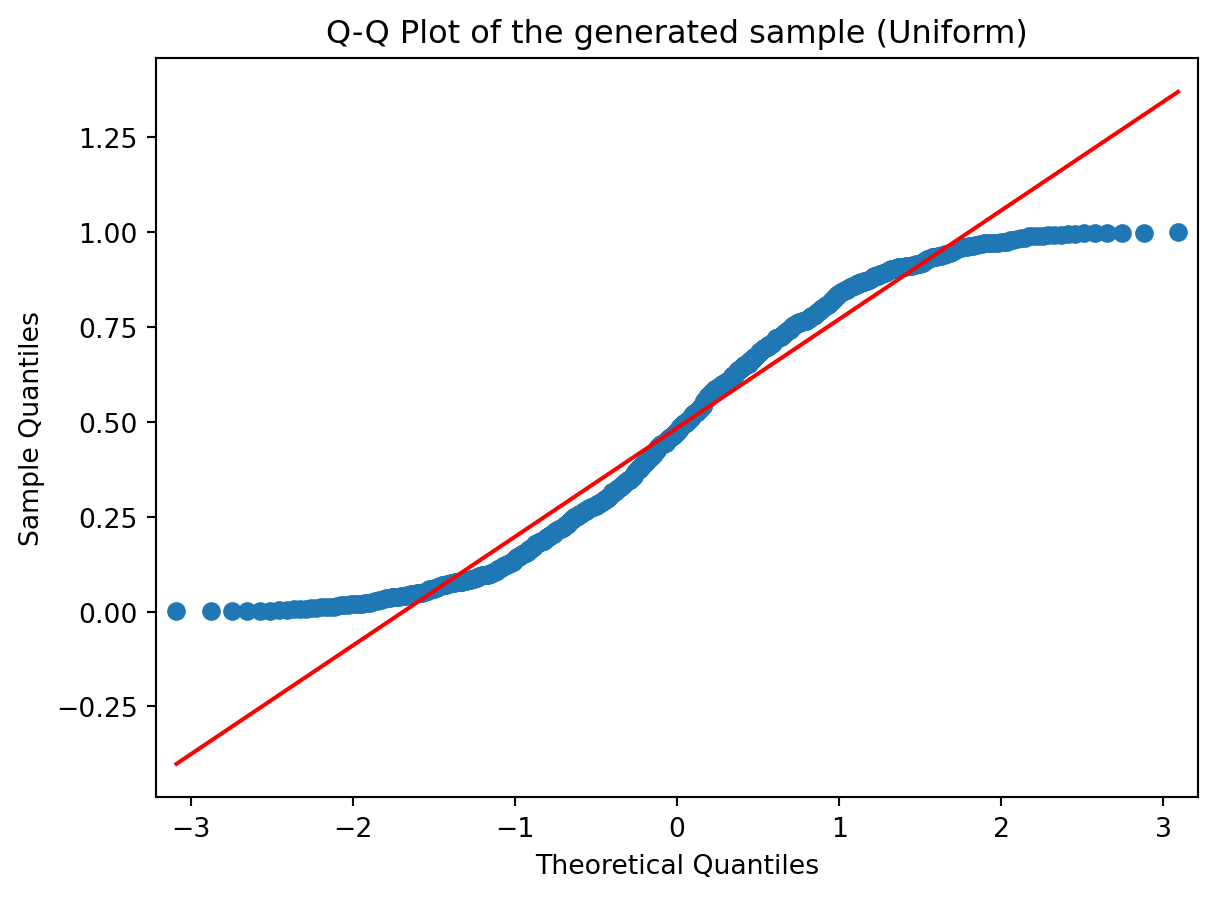 Q-Q Plot of the generated sample (Uniform)
1.25
1.00
0.75
0.50
0.25
0.00
−0.25
Sample Quantiles
−3 −2 −1 0 1 2 3
Theoretical Quantiles